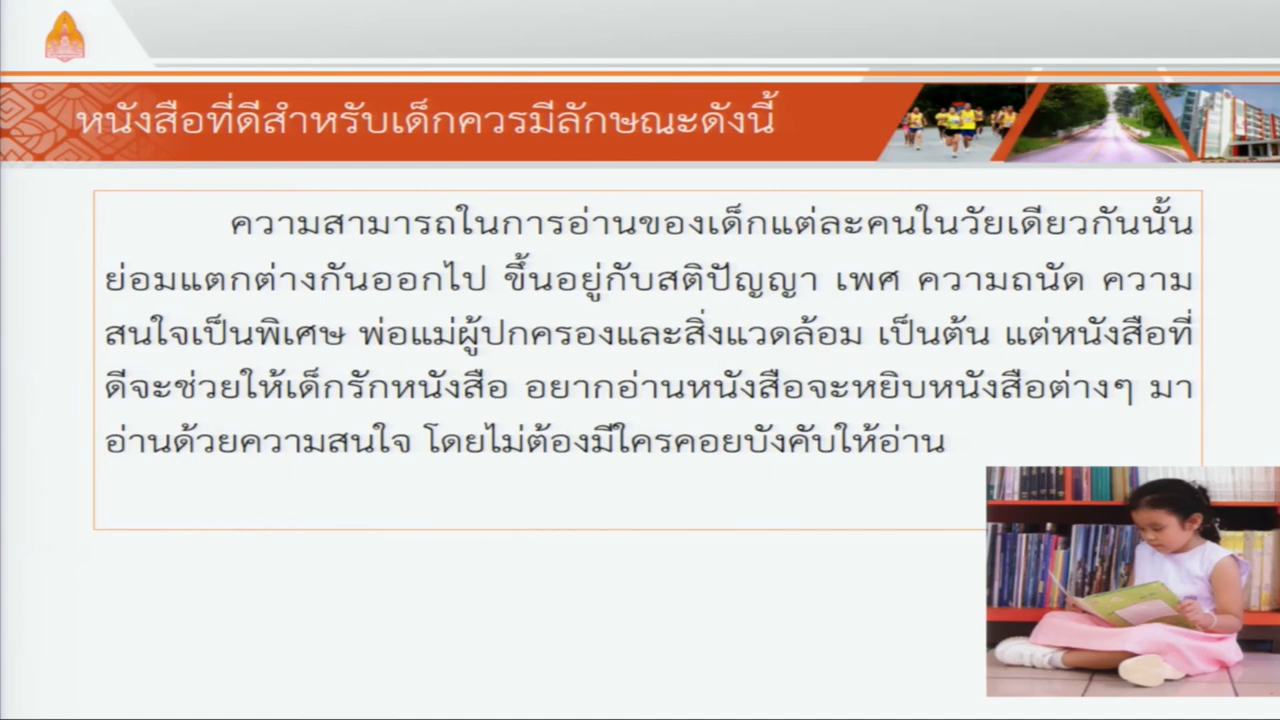 หนังสือที่ดีสำหรับเด็กควรมีลักษณะดังนี้
ความสามารถในการอ่านของเด็กแต่ละคนในวัยเดียวกันนั้น
ย่อมแตกต่างกันออกไป ขึ้นอยู่กับสติปัญญา เพศ ความถนัด ความ
สนใจเป็นพิเศษ พ่อแม่ผู้ปกครองและสิ่งแวดล้อม เป็นต้น แต่หนังสือที่
ดีจะช่วยให้เด็กรักหนังสือ อยากอ่านหนังสือจะหยิบหนังสือต่างๆ มา
อ่านด้วยความสนใจ โดยไม่ต้องมีใครคอยบังคับให้อ่าน